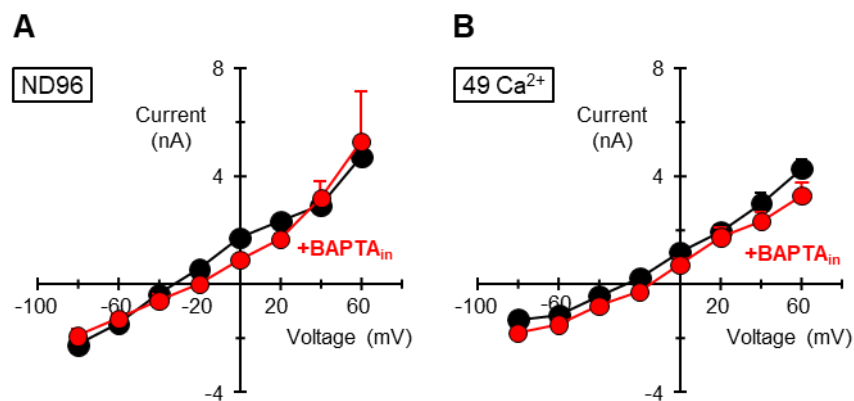 A
ND96
8
Current
(nA)
4
+BAPTAin
-100
-60
-20
20
60
Voltage (mV)
-4
B
49 Ca²⁺
8
Current
(nA)
4
+BAPTAin
-100
-60
20
60
Voltage (mV)
-4